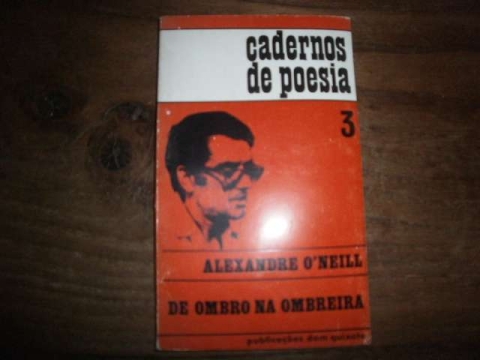 cadernos
de poesia
3
ALEXANDRE O'NEILL
DE OMBRO NA OMBREIRA
publicações dom quixote